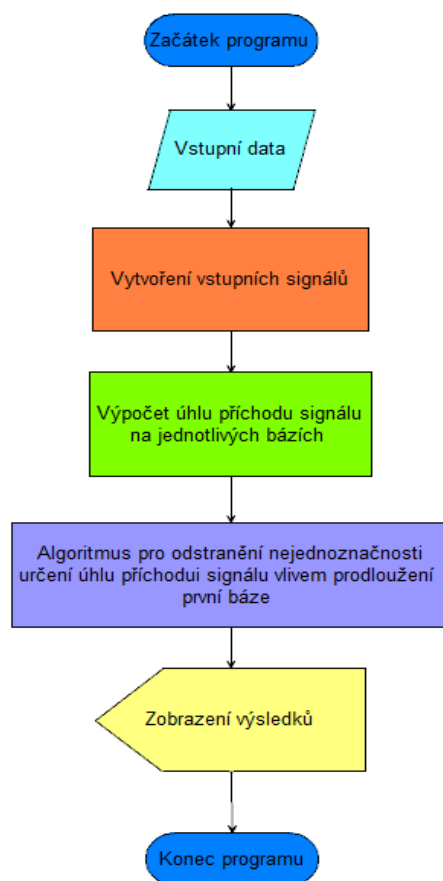 Začátek programu
Vstupní data
Vytvoření vstupních signálů
Výpočet úhlu příchodu signálu
na jednotlivých bázích
Algoritmus pro odstranění nejednoznačnosti
určení úhlu příchodui signálu vlivem prodloužení
první báze
Zobrazení výsledků
Konec programu